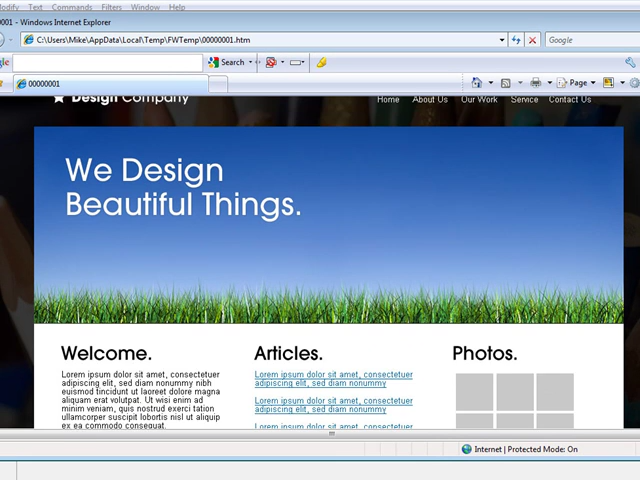 Modify Text Commands Filters Window Help
0001 - Windows Internet Explorer
C:\Users\Mike\AppData\Local\Temp\FWTemp\00000001.htm
Google
gle
Search
00000001
Page
Design Company
Home About Us Our Work Service Contact Us
We Design
Beautiful Things.
Welcome.
Lorem ipsum dolor sit amet, consectetuer
adipiscing elit, sed diam nonummy nibh
euismod tincidunt ut laoreet dolore magna
aliquam erat volutpat. Ut wisi enim ad
minim veniam, quis nostrud exerci tation
ullamcorper suscipit lobortis nisl ut aliquip
ex ea commodo consequat.
Articles.
Lorem ipsum dolor sit amet, consectetuer
adipiscing elit, sed diam nonummy
Lorem ipsum dolor sit amet, consectetuer
adipiscing elit, sed diam nonummy
Lorem ipsum dolor sit amet, consectetuer
Photos.
Internet | Protected Mode: On